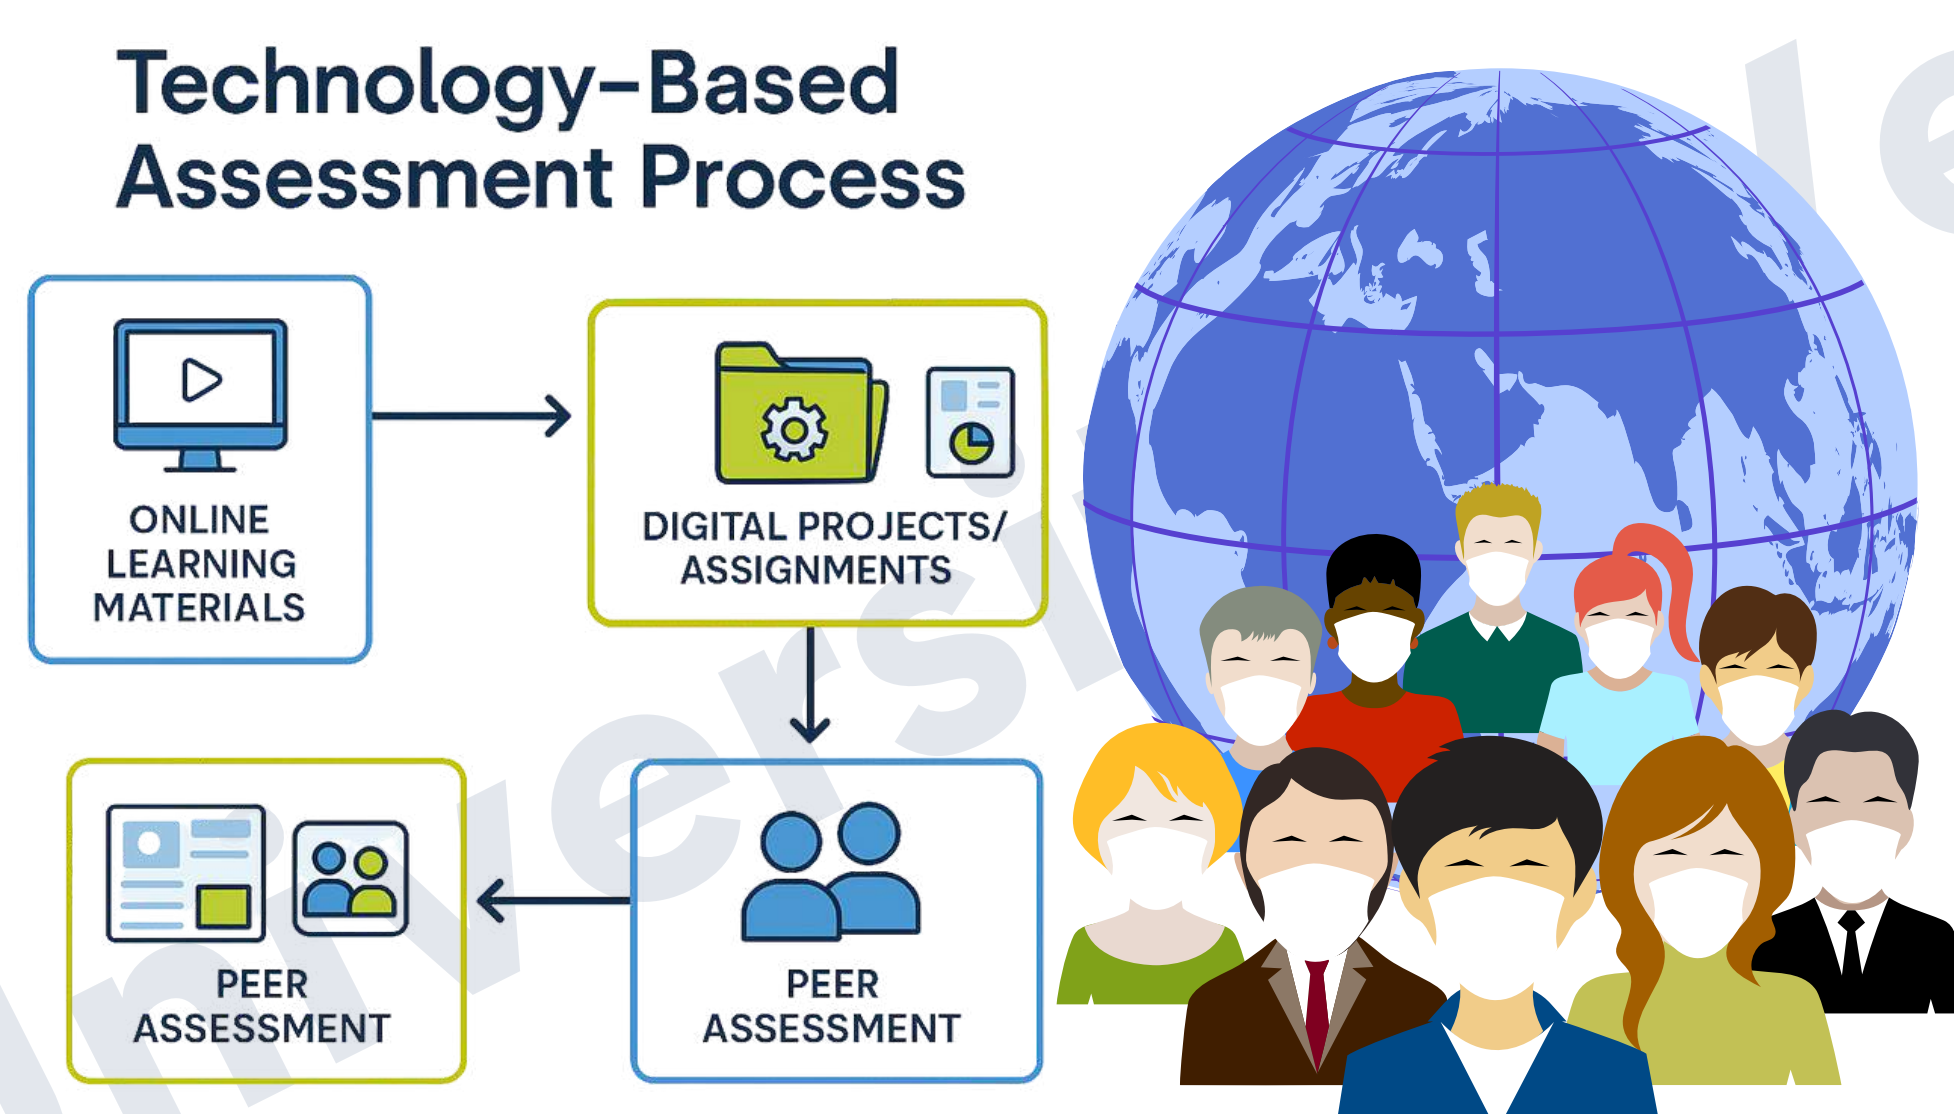 Technology-Based
Assessment Process
ONLINE
LEARNING
MATERIALS
DIGITAL PROJECTS/
ASSIGNMENTS
PEER
ASSESSMENT
PEER
ASSESSMENT